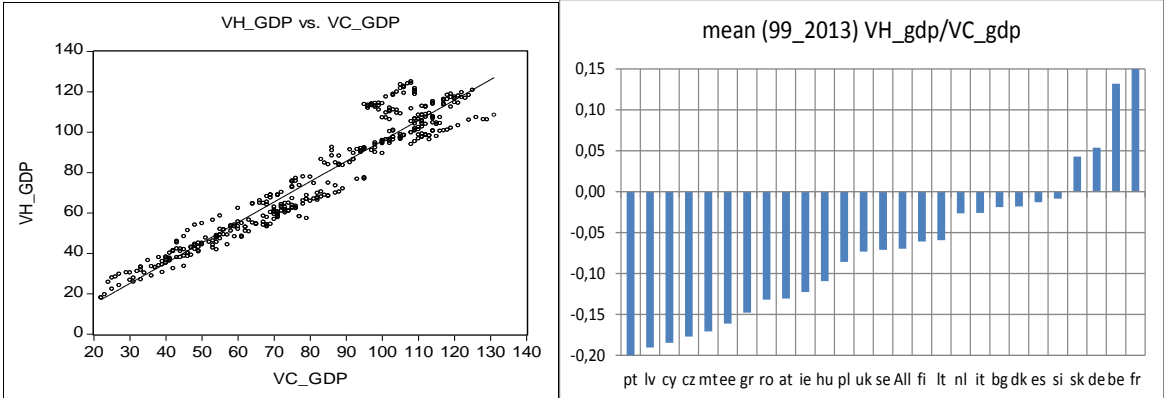 VH_GDP vs. VC_GDP
140
120
100
80
60
40
20
0
VH_GDP
20 30 40 50 60 70 80 90 100 110 120 130 140
VC_GDP
mean (99_2013) VH_gdp/VC_gdp
0,15
0,10
0,05
0,00
-0,05
-0,10
-0,15
-0,20
pt lv cy cz mt ee gr ro at ie hu pl uk se All fi lt nl it bg dk es si sk de be fr